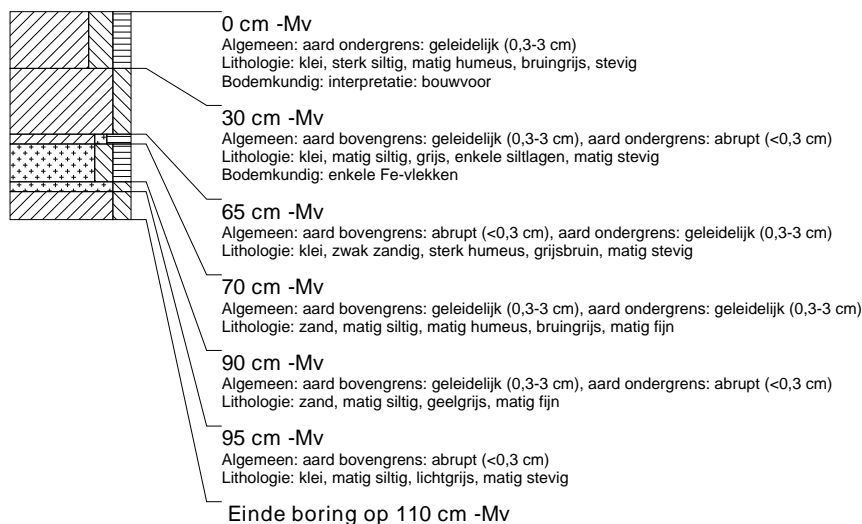 0 cm -Mv
Algemeen: aard ondergrens: geleidelijk (0,3-3 cm)
Lithologie: klei, sterk siltig, matig humeus, bruingrijs, stevig
Bodemkundig: interpretatie: bouwvoor
30 cm -Mv
Algemeen: aard bovengrens: geleidelijk (0,3-3 cm), aard ondergrens: abrupt (<0,3 cm)
Lithologie: klei, matig siltig, grijs, enkele siltlagen, matig stevig
Bodemkundig: enkele Fe-vlekken
65 cm -Mv
Algemeen: aard bovengrens: abrupt (<0,3 cm), aard ondergrens: geleidelijk (0,3-3 cm)
Lithologie: klei, zwak zandig, sterk humeus, grijsbruin, matig stevig
70 cm -Mv
Algemeen: aard bovengrens: geleidelijk (0,3-3 cm), aard ondergrens: geleidelijk (0,3-3 cm)
Lithologie: zand, matig siltig, matig humeus, bruingrijs, matig fijn
90 cm -Mv
Algemeen: aard bovengrens: geleidelijk (0,3-3 cm), aard ondergrens: abrupt (<0,3 cm)
Lithologie: zand, matig siltig, geelgrijs, matig fijn
95 cm -Mv
Algemeen: aard bovengrens: abrupt (<0,3 cm)
Lithologie: klei, matig siltig, lichtgrijs, matig stevig
Einde boring op 110 cm -Mv